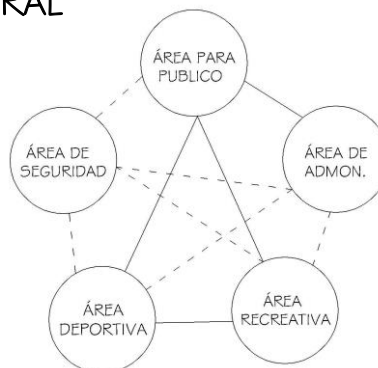 RAL
ÁREA PARA
PUBLICO
ÁREA DE
SEGURIDAD
ÁREA DE
ADMON.
ÁREA
DEPORTIVA
ÁREA
RECREATIVA